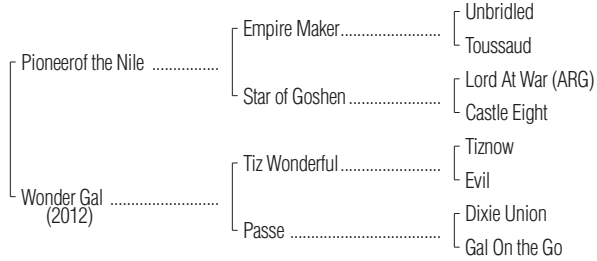 Unbridled
Empire Maker....................
Toussaud
Pioneerof the Nile ................
Lord At War (ARG)
Star of Goshen ..................
Castle Eight
Tiznow
Tiz Wonderful....................
Evil
Wonder Gal ..........................
(2012)
Dixie Union
Passe ..............................
Gal On the Go